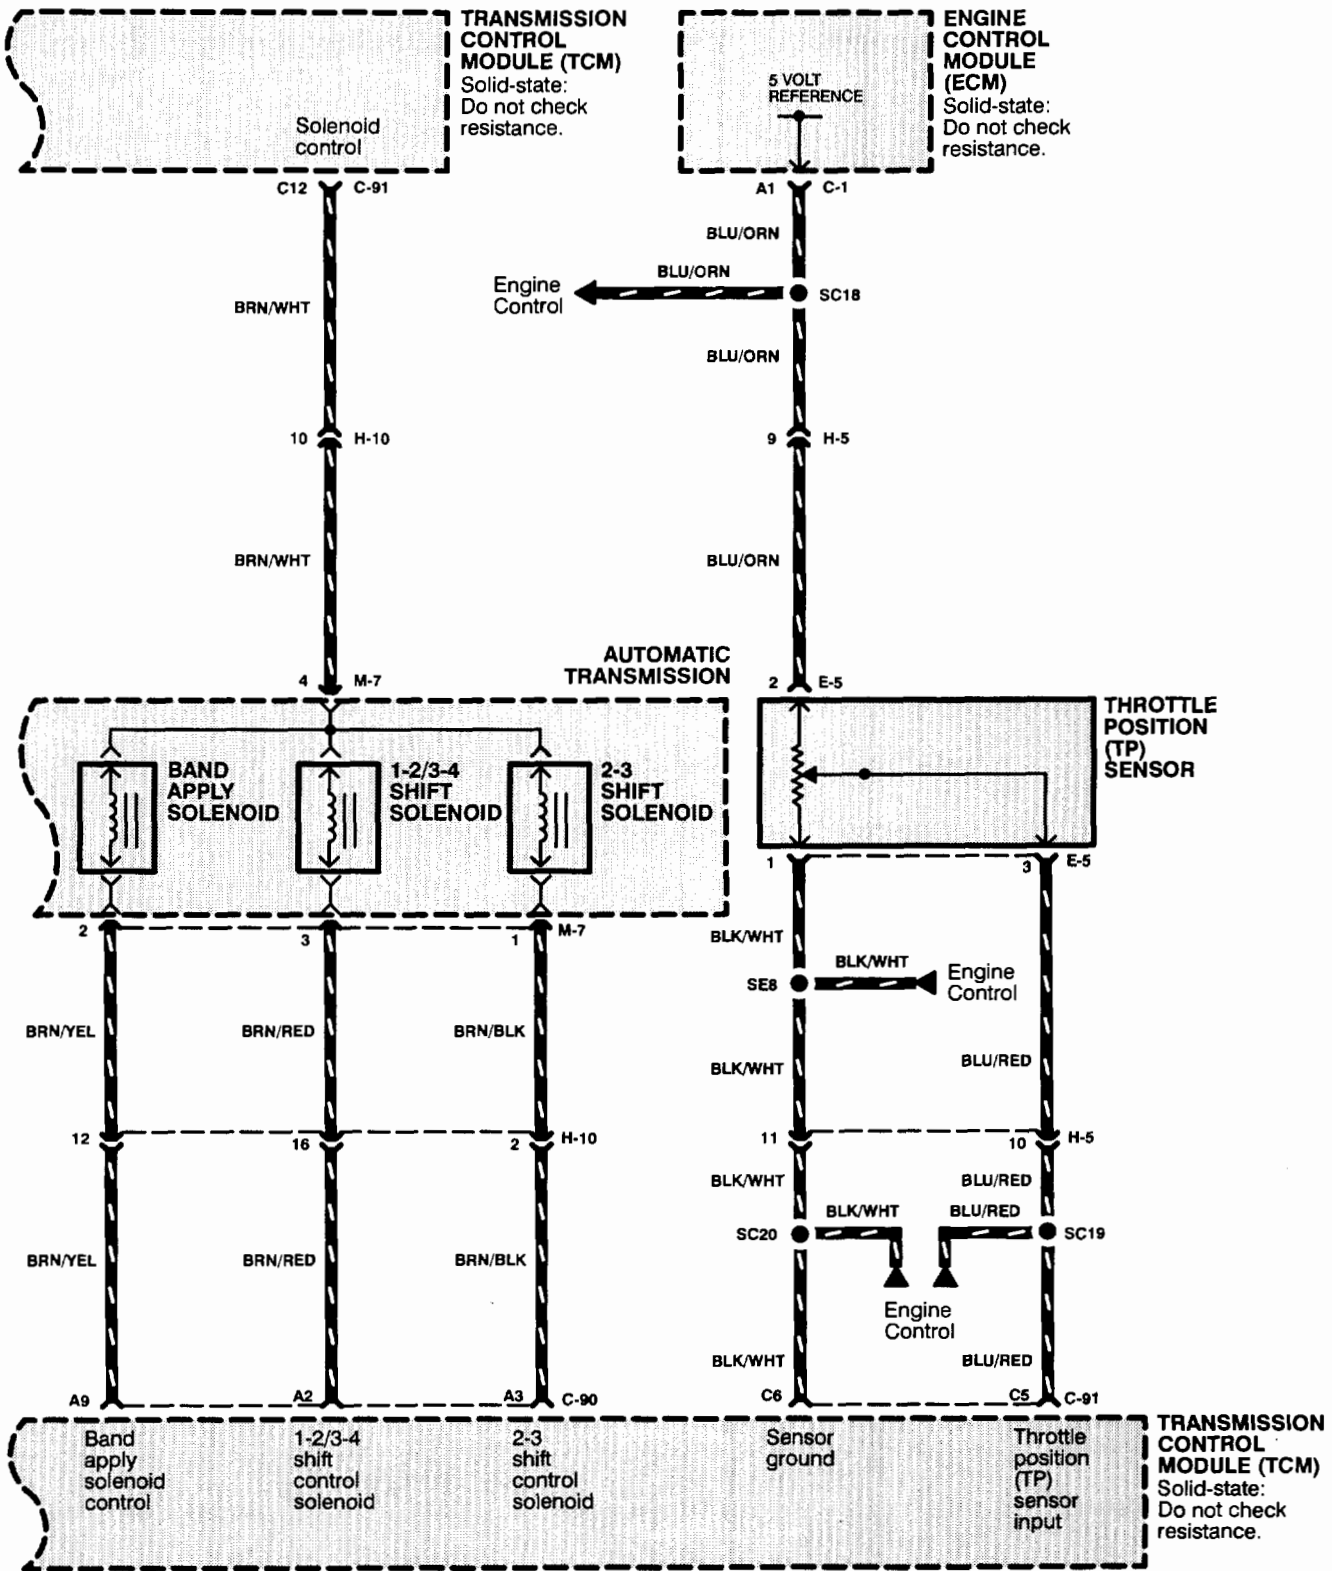 TRANSMISSION
CONTROL
MODULE (TCM)
Solid-state:
Do not check
resistance.
Solenoid
control
ENGINE
CONTROL
MODULE
(ECM)
Solid-state:
Do not check
resistance.
5 VOLT
REFERENCE
C12 C-91
A1 C-1
BLU/ORN
BLU/ORN
Engine
Control
SC18
BRN/WHT
BLU/ORN
10 H-10
9 H-5
BRN/WHT
BLU/ORN
AUTOMATIC
TRANSMISSION
4 M-7
2 E-5
THROTTLE
POSITION
(TP)
SENSOR
BAND
APPLY
SOLENOID
1-2/3-4
SHIFT
SOLENOID
2-3
SHIFT
SOLENOID
1 3 E-5
2 3 1 M-7
BLK/WHT
BLK/WHT
SE8
Engine
Control
BRN/YEL BRN/RED BRN/BLK
BLK/WHT BLU/RED
12 16 2 H-10
11 10 H-5
BLK/WHT BLU/RED
BLK/WHT BLU/RED
SC20 SC19
BRN/YEL BRN/RED BRN/BLK
Engine
Control
BLK/WHT BLU/RED
A9 A2 A3 C-90
C6 C5 C-91
Band
apply
solenoid
control
1-2/3-4
shift
control
solenoid
2-3
shift
control
solenoid
Sensor
ground
Throttle
position
(TP)
sensor
input
TRANSMISSION
CONTROL
MODULE (TCM)
Solid-state:
Do not check
resistance.